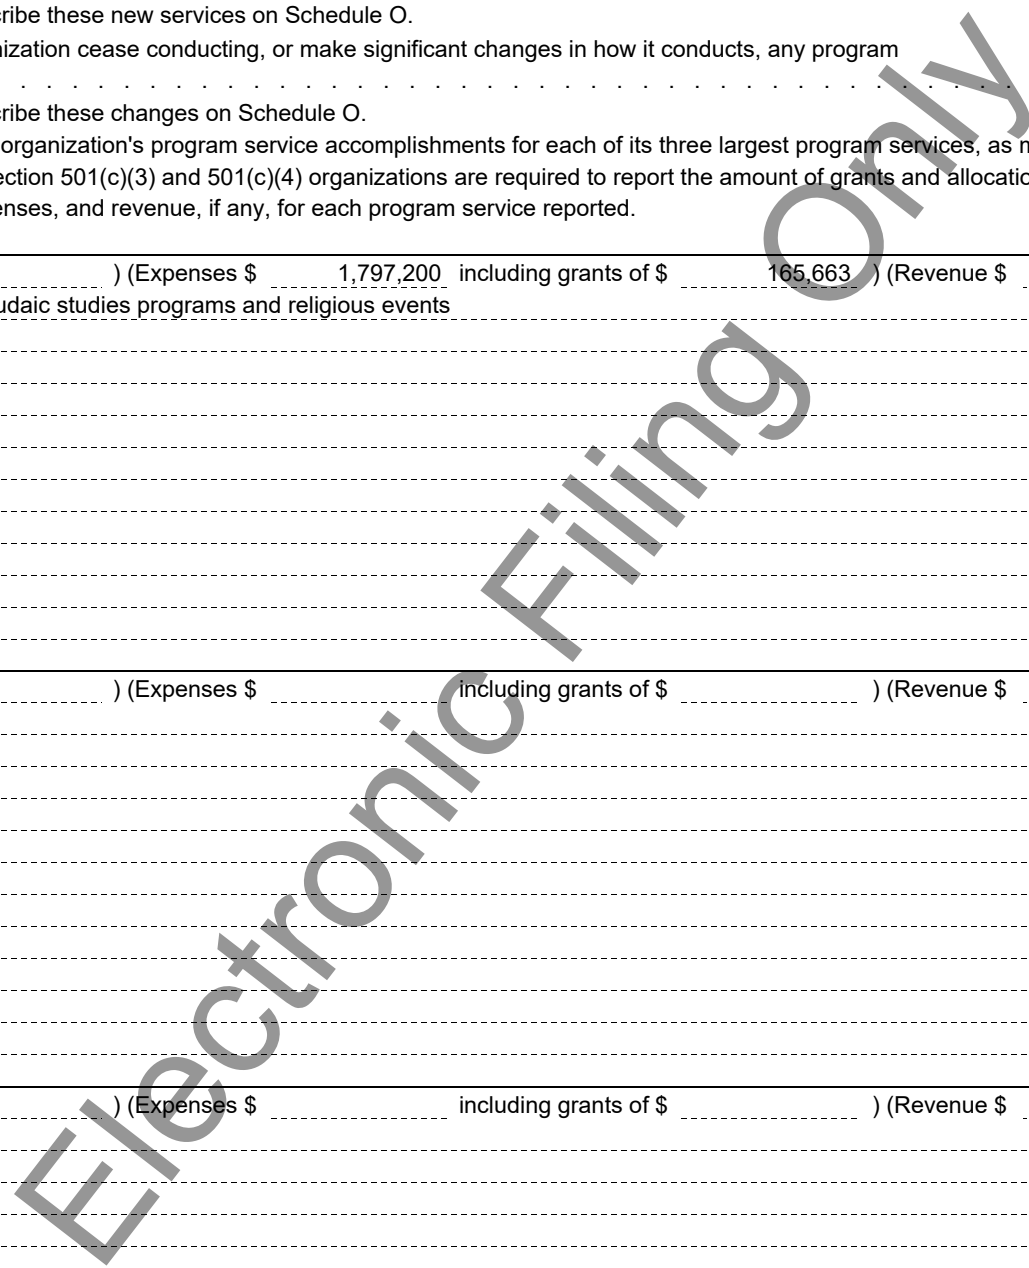 cribe these new services on Schedule O.
nization cease conducting, or make significant changes in how it conducts, any program
. . . . . . . . . . . . . . . . . . . . . . . . . . . . . . . . . . . . . . .
cribe these changes on Schedule O.
organization's program service accomplishments for each of its three largest program services, as m
ection 501(c)(3) and 501(c)(4) organizations are required to report the amount of grants and allocatio
enses, and revenue, if any, for each program service reported.
) (Expenses $ 1,797,200 including grants of $ 165,663 ) (Revenue $
udaic studies programs and religious events
) (Expenses $ including grants of $ ) (Revenue $
) (Expenses $ including grants of $ ) (Revenue $
Electronic Filing Only